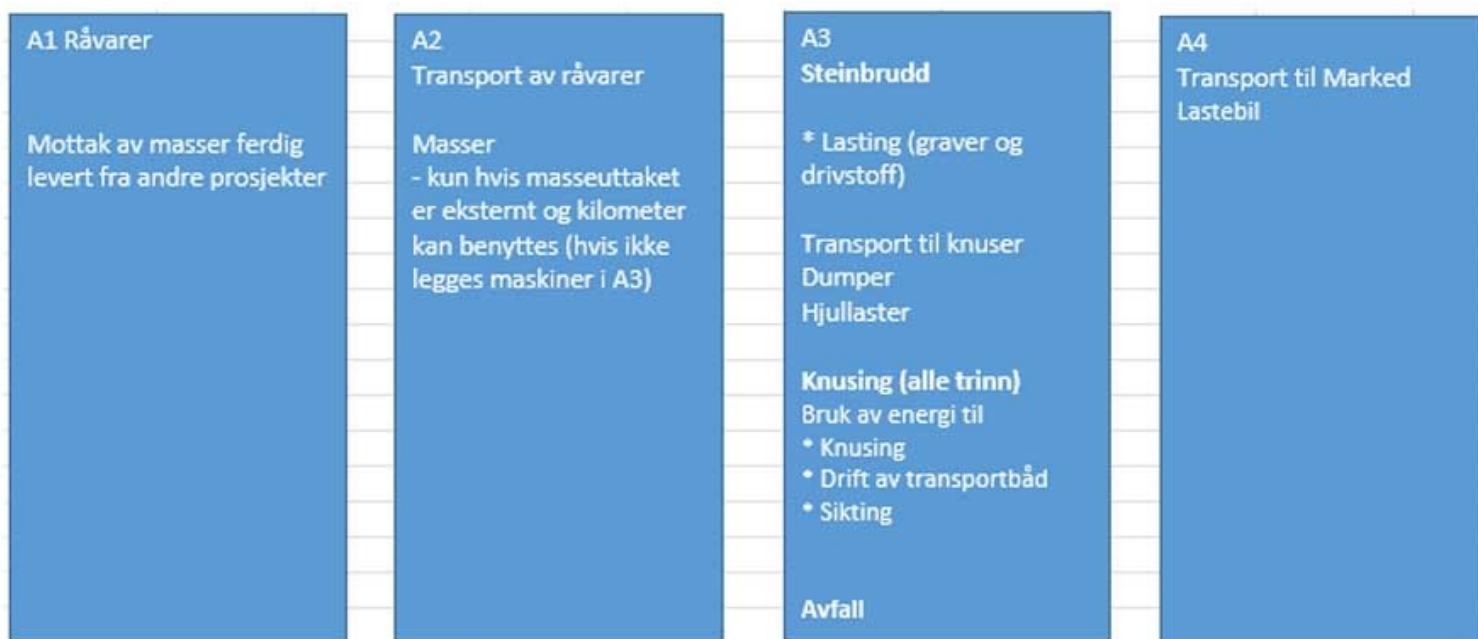 A1 Råvarer
Mottak av masser ferdig
levert fra andre prosjekter
A2
Transport av råvarer
Masser
- kun hvis masseuttaket
er eksternt og kilometer
kan benyttes (hvis ikke
legges maskiner i A3)
A3
Steinbrudd
* Lasting (graver og
drivstoff)
Transport til knuser
Dumper
Hjullaster
Knusing (alle trinn)
Bruk av energi til
* Knusing
* Drift av transportbåd
* Sikting
Avfall
A4
Transport til Marked
Lastebil